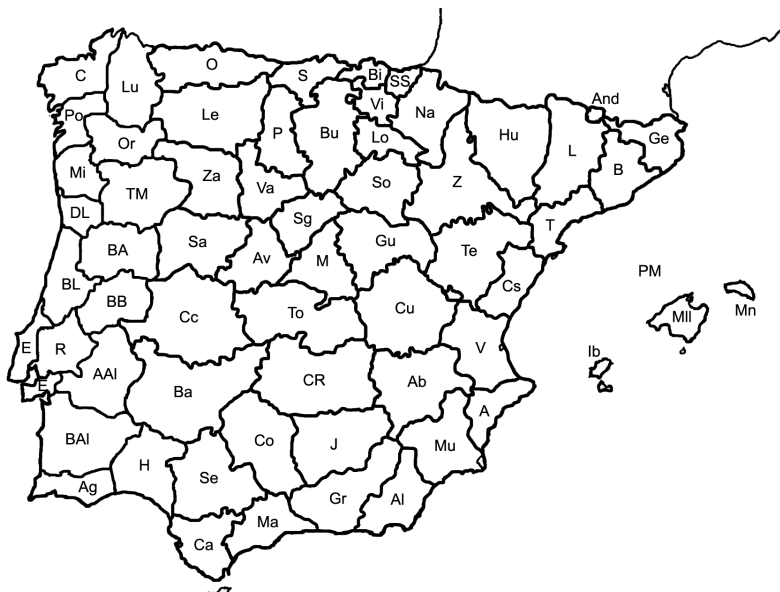 C
Lu
O
S
Bi
SS
Po
Or
Le
P
Bu
Vi
Lo
Na
Hu
L
And
Ge
B
Mi
TM
Za
Va
So
Z
T
DL
BA
Sa
Sg
Av
M
Gu
Te
Cs
BL
BB
Cc
To
Cu
PM
Mll
Mn
E
R
E
AAl
Ba
CR
Ab
V
Ib
A
BAl
H
Se
Co
J
Mu
Ag
Ca
Ma
Gr
Al